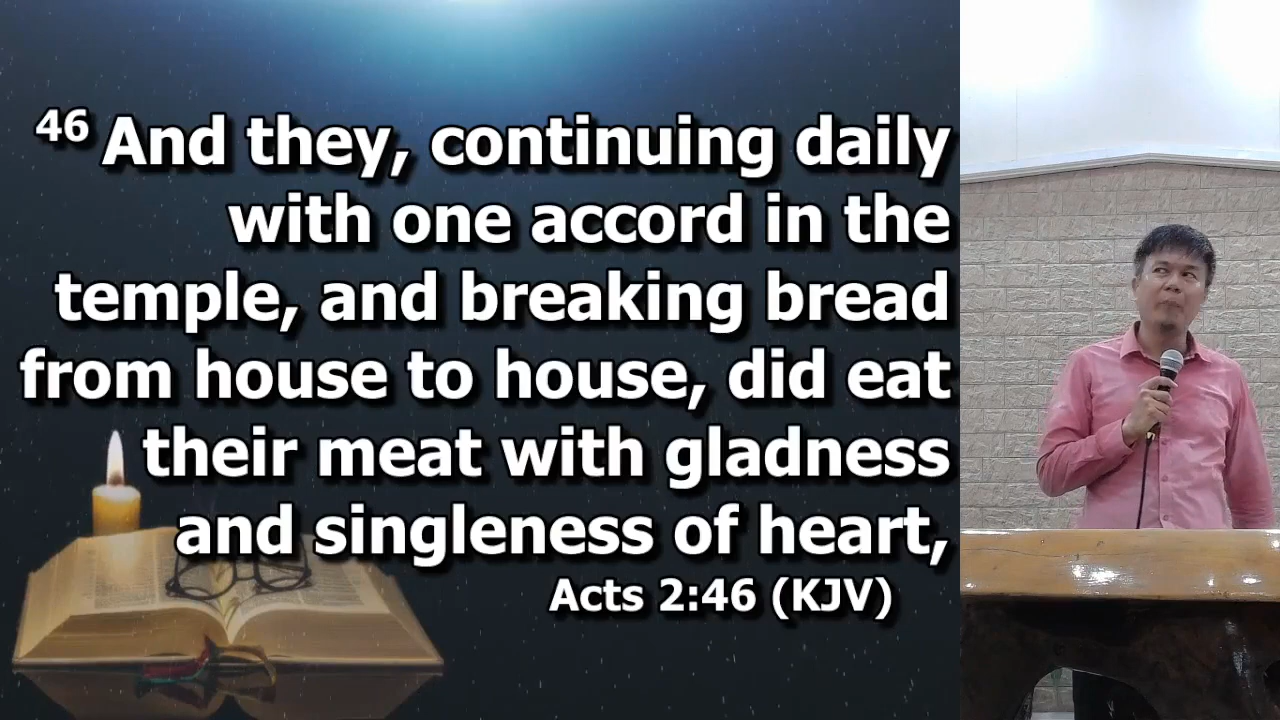 46 And they, continuing daily
with one accord in the
temple, and breaking bread
from house to house, did eat
their meat with gladness
and singleness of heart,
Acts 2:46 (KJV)